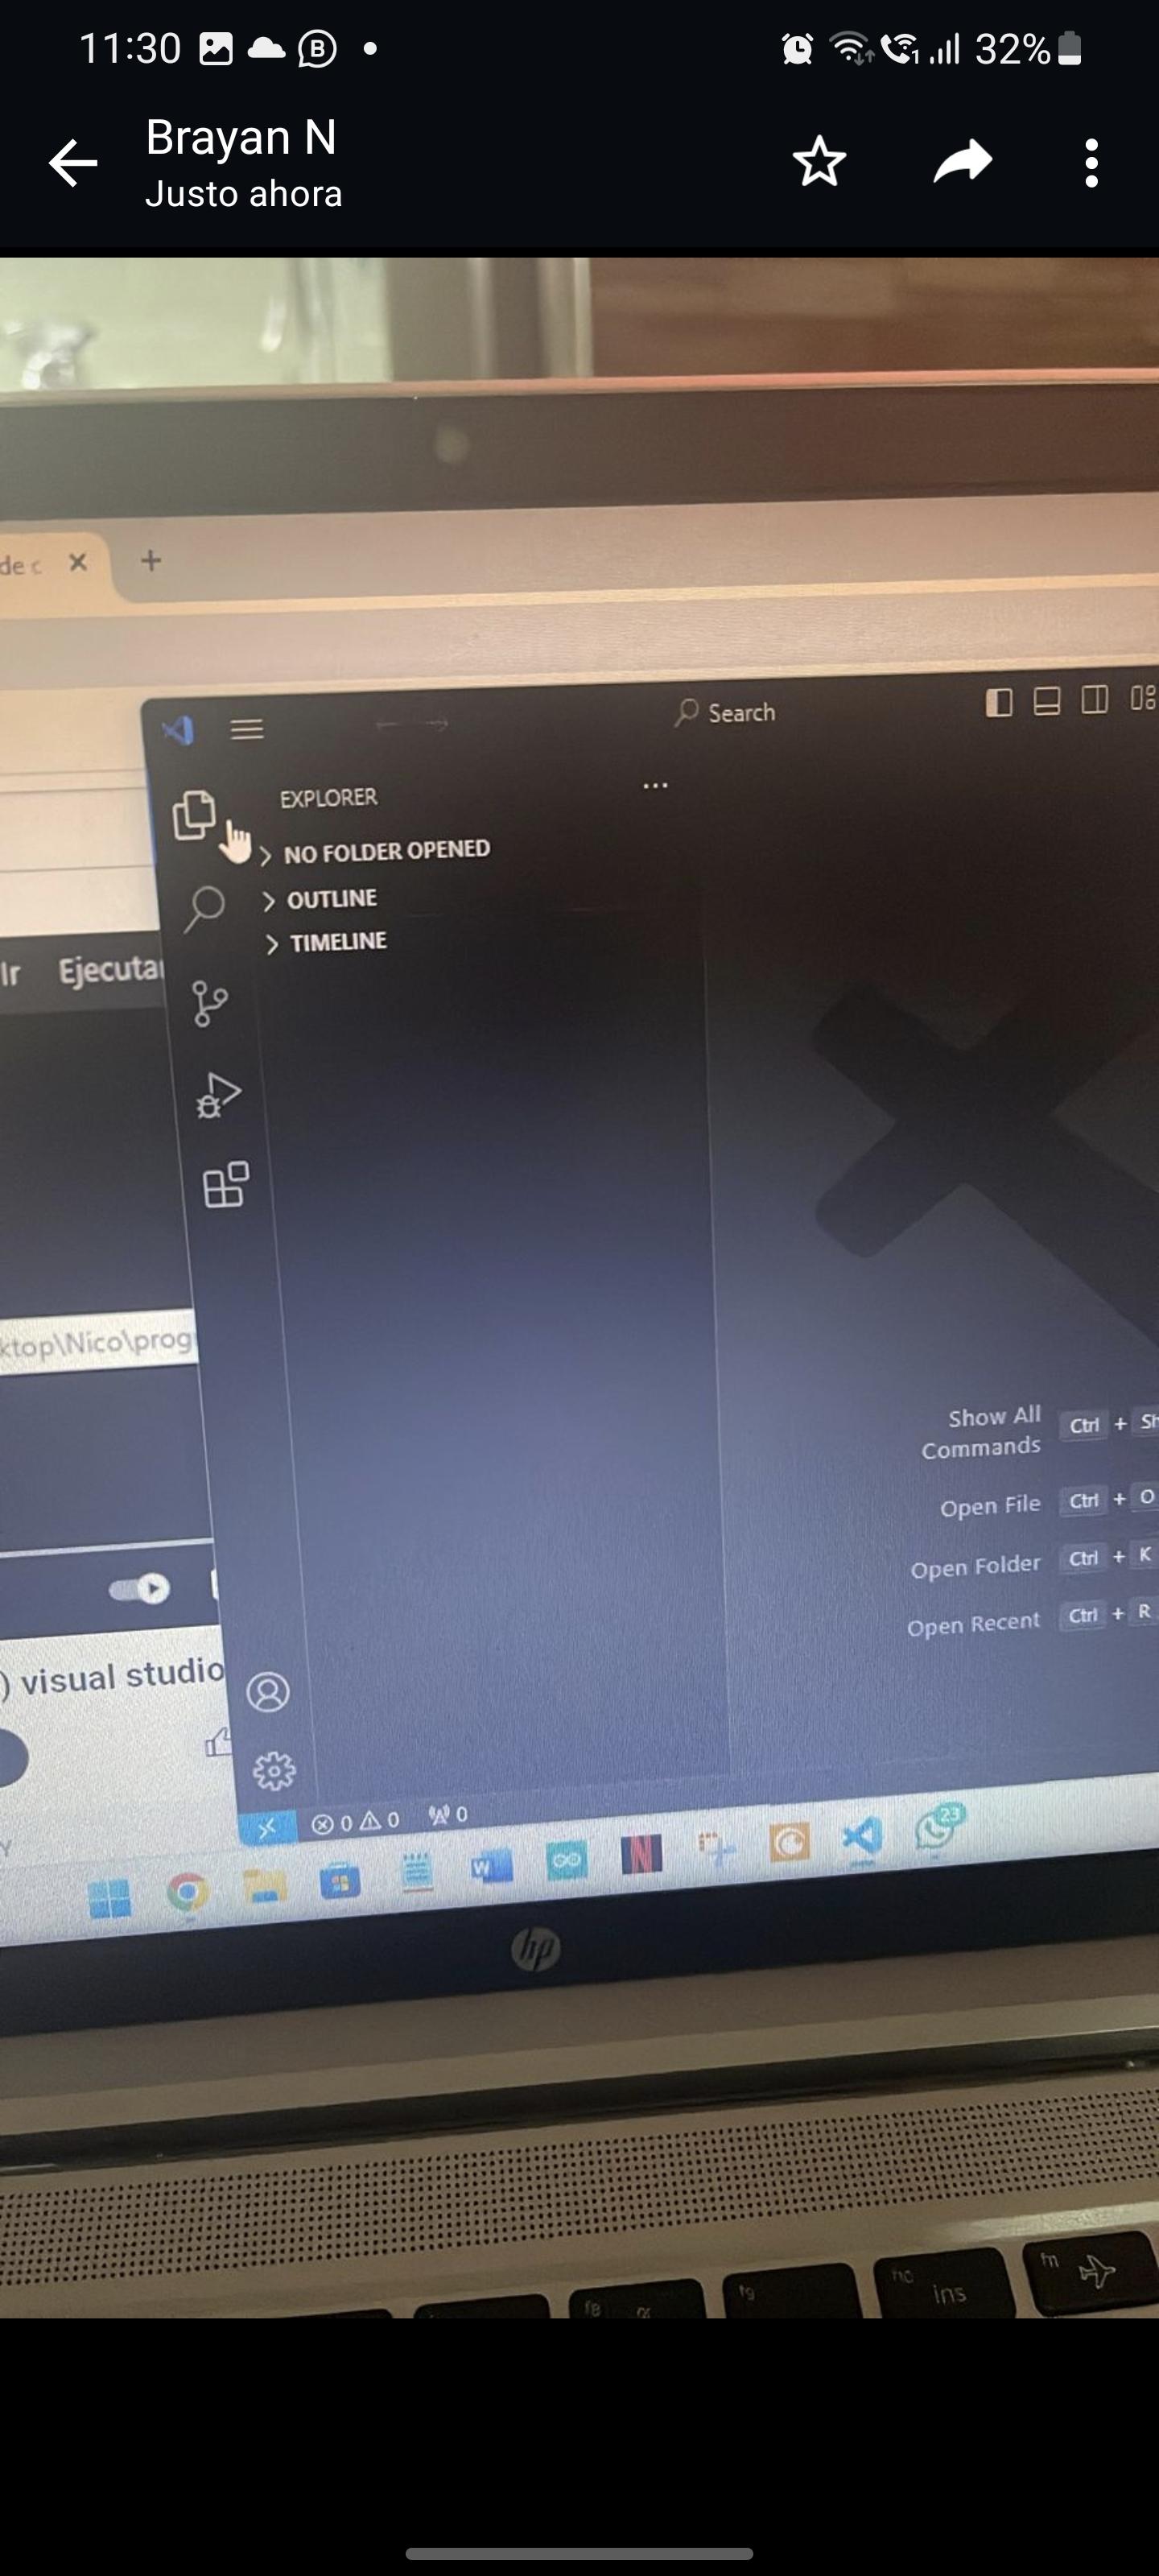 11:30
32%
Brayan N
Justo ahora
de c
Search
EXPLORER
NO FOLDER OPENED
OUTLINE
TIMELINE
Ir Ejecuta
ktop\Nico\prog
Show All
Commands Ctrl + Sh
Open File Ctrl + O
Open Folder Ctrl + K
Open Recent Ctrl + R
) visual studio
0 0 0
W
N
23
hp
f8
f9
ins
fn